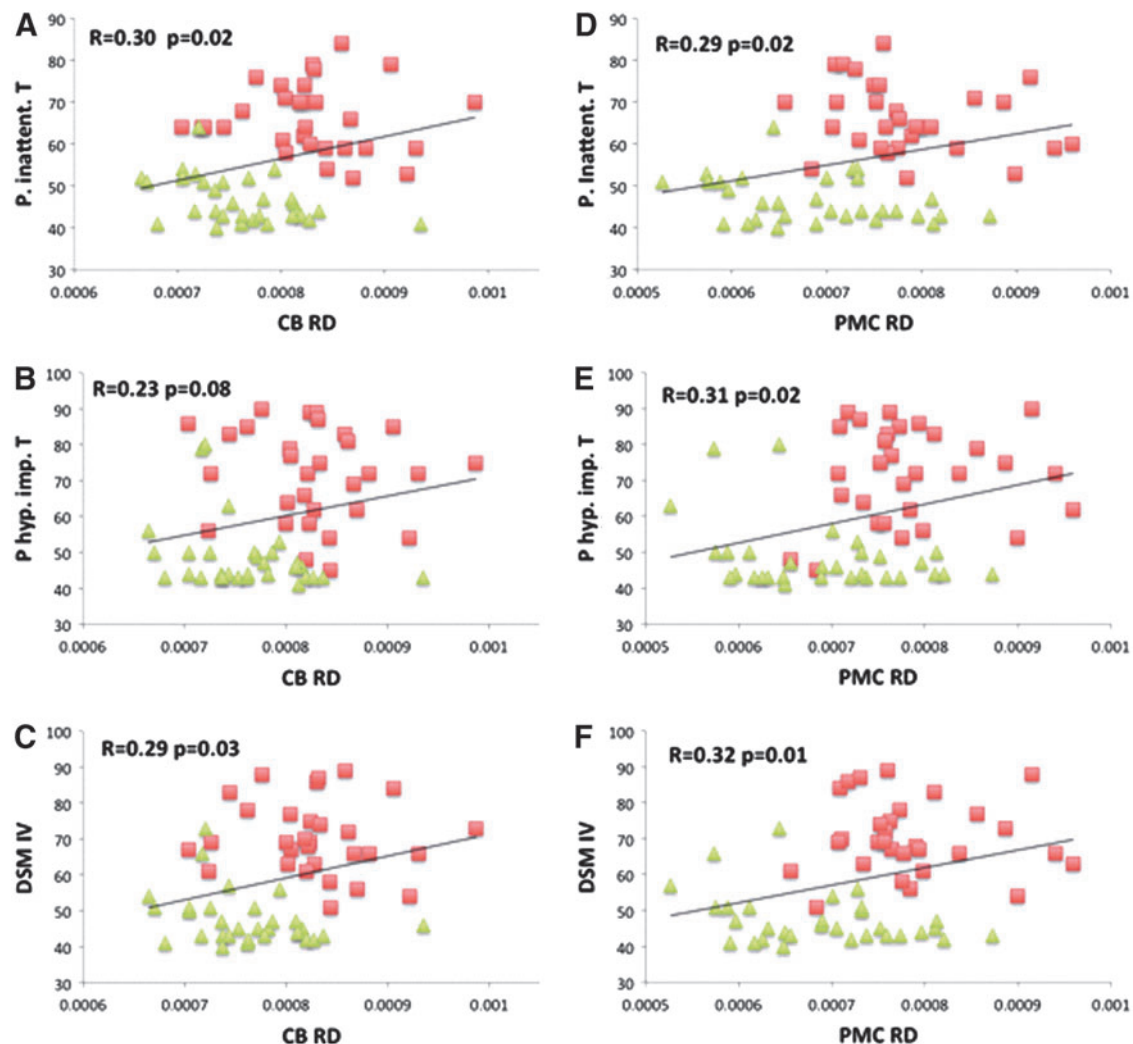 A
R=0.30 p=0.02
P. inattent. T
90
80
70
60
50
40
30
0.0006 0.0007 0.0008 0.0009 0.001
CB RD
D
R=0.29 p=0.02
P. Inattent. T
90
80
70
60
50
40
30
0.0005 0.0006 0.0007 0.0008 0.0009 0.001
PMC RD
B
R=0.23 p=0.08
P hyp. imp. T
100
90
80
70
60
50
40
30
0.0006 0.0007 0.0008 0.0009 0.001
CB RD
E
R=0.31 p=0.02
P hyp. imp. T
100
90
80
70
60
50
40
30
0.0005 0.0006 0.0007 0.0008 0.0009 0.001
PMC RD
C
R=0.29 p=0.03
DSM IV
100
90
80
70
60
50
40
30
0.0006 0.0007 0.0008 0.0009 0.001
CB RD
F
R=0.32 p=0.01
DSM IV
100
90
80
70
60
50
40
30
0.0005 0.0006 0.0007 0.0008 0.0009 0.001
PMC RD